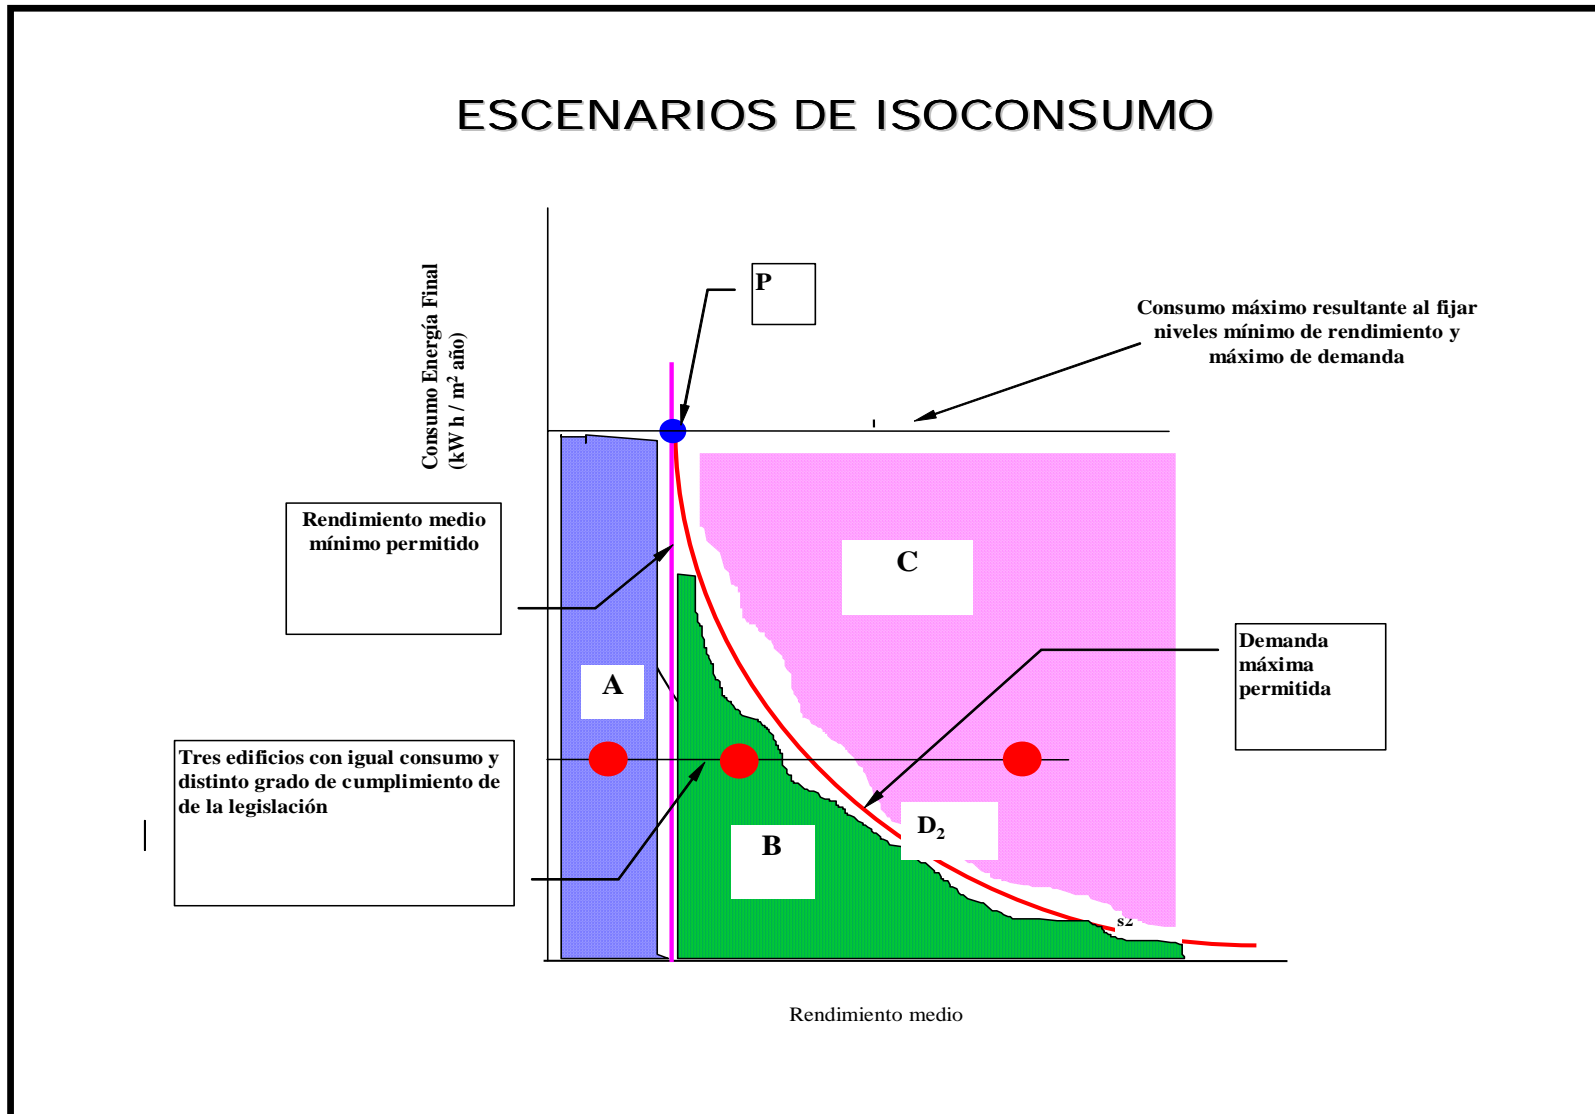 ESCENARIOS DE ISOCONSUMO
P
Consumo Energía Final
(kW h / m² año)
Consumo máximo resultante al fijar
niveles mínimo de rendimiento y
máximo de demanda
Rendimiento medio
mínimo permitido
C
Demanda
máxima
permitida
A
Tres edificios con igual consumo y
distinto grado de cumplimiento de
de la legislación
D₂
B
s2
Rendimiento medio